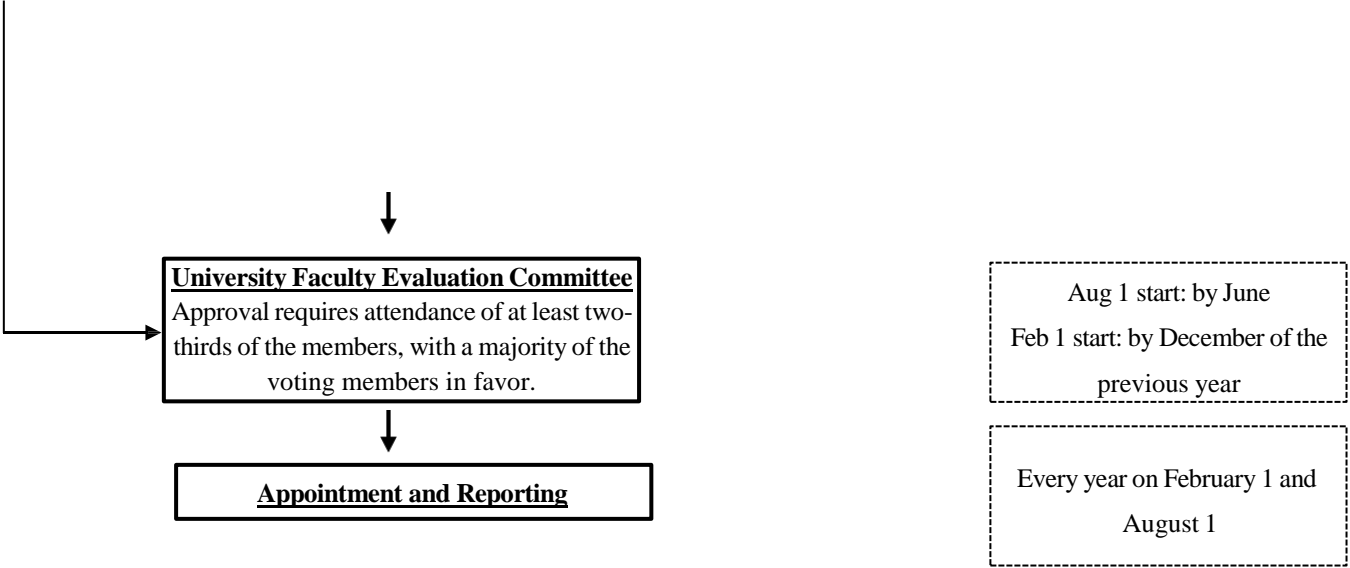 University Faculty Evaluation Committee
Approval requires attendance of at least two-
thirds of the members, with a majority of the
voting members in favor.
Aug 1 start: by June
Feb 1 start: by December of the
previous year
Appointment and Reporting
Every year on February 1 and
August 1